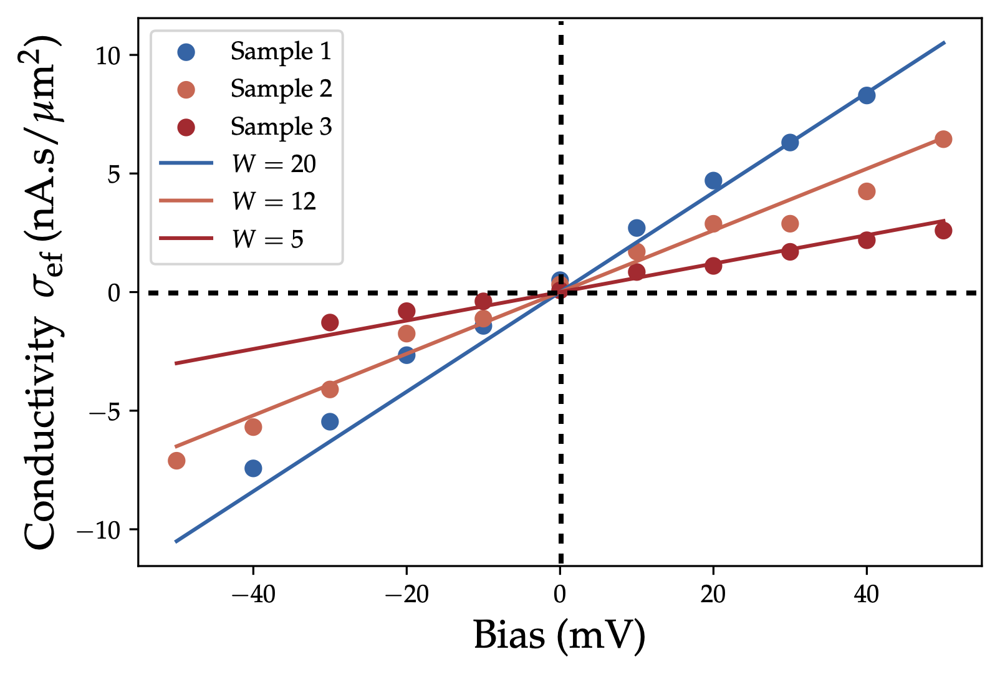 Conductivity σef (nA.s/μm²)
10
5
0
−5
−10
Sample 1
Sample 2
Sample 3
W = 20
W = 12
W = 5
−40
−20
0
20
40
Bias (mV)